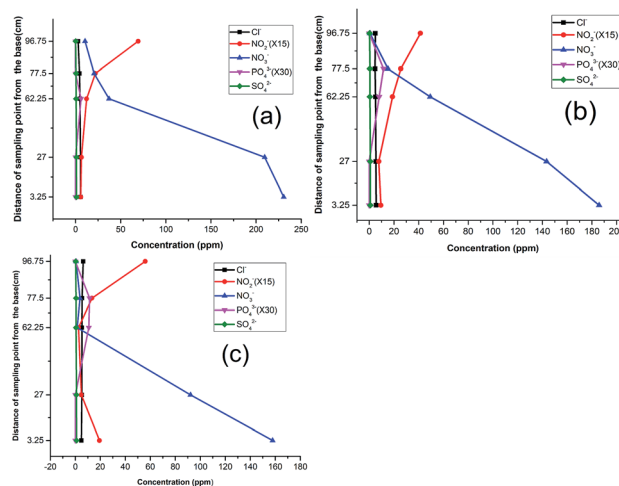 Distance of sampling point from the base(cm)
96.75
77.5
62.25
27
3.25
Cl-
NO2-(X15)
NO3-
PO43-(X30)
SO42-
(a)
0
50
100
150
200
250
Concentration (ppm)
Distance of sampling point from the base(cm)
96.75
77.5
62.25
27
3.25
Cl-
NO2-(X15)
NO3-
PO43-(X30)
SO42-
(b)
0
20
40
60
80
100
120
140
160
180
Concentration (ppm)
Distance of sampling point from the base(cm)
96.75
77.5
62.25
27
3.25
Cl-
NO2-(X15)
NO3-
PO43-(X30)
SO42-
(c)
-20
0
20
40
60
80
100
120
140
160
180
Concentration (ppm)